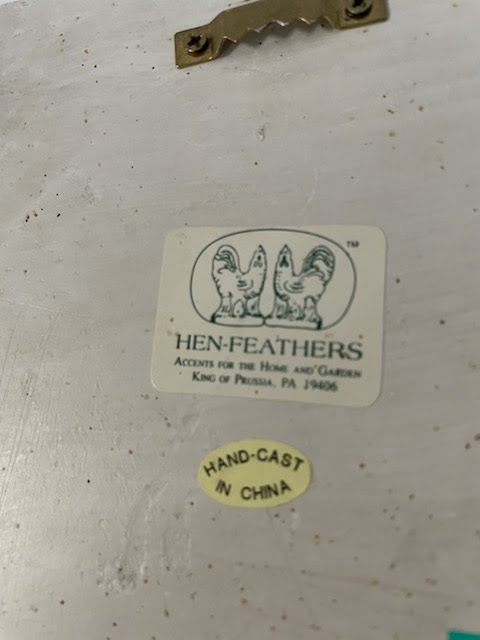 TM
HEN-FEATHERS
ACCENTS FOR THE HOME AND GARDEN
KING OF PRUSSIA, PA 19406
HAND-CAST
IN CHINA